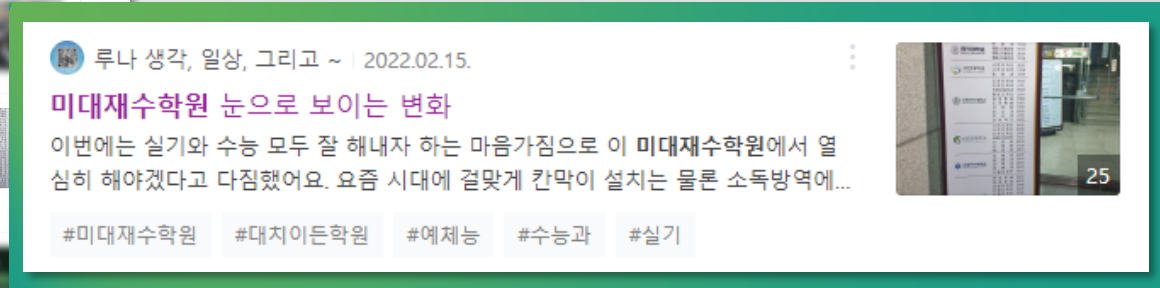 루나 생각, 일상, 그리고 ~ 2022.02.15.
미대재수학원 눈으로 보이는 변화
이번에는 실기와 수능 모두 잘 해내자 하는 마음가짐으로 이 미대재수학원에서 열
심히 해야겠다고 다짐했어요. 요즘 시대에 걸맞게 칸막이 설치는 물론 소독방역에...
25
#미대재수학원 #대치이든학원 #예체능 #수능과 #실기